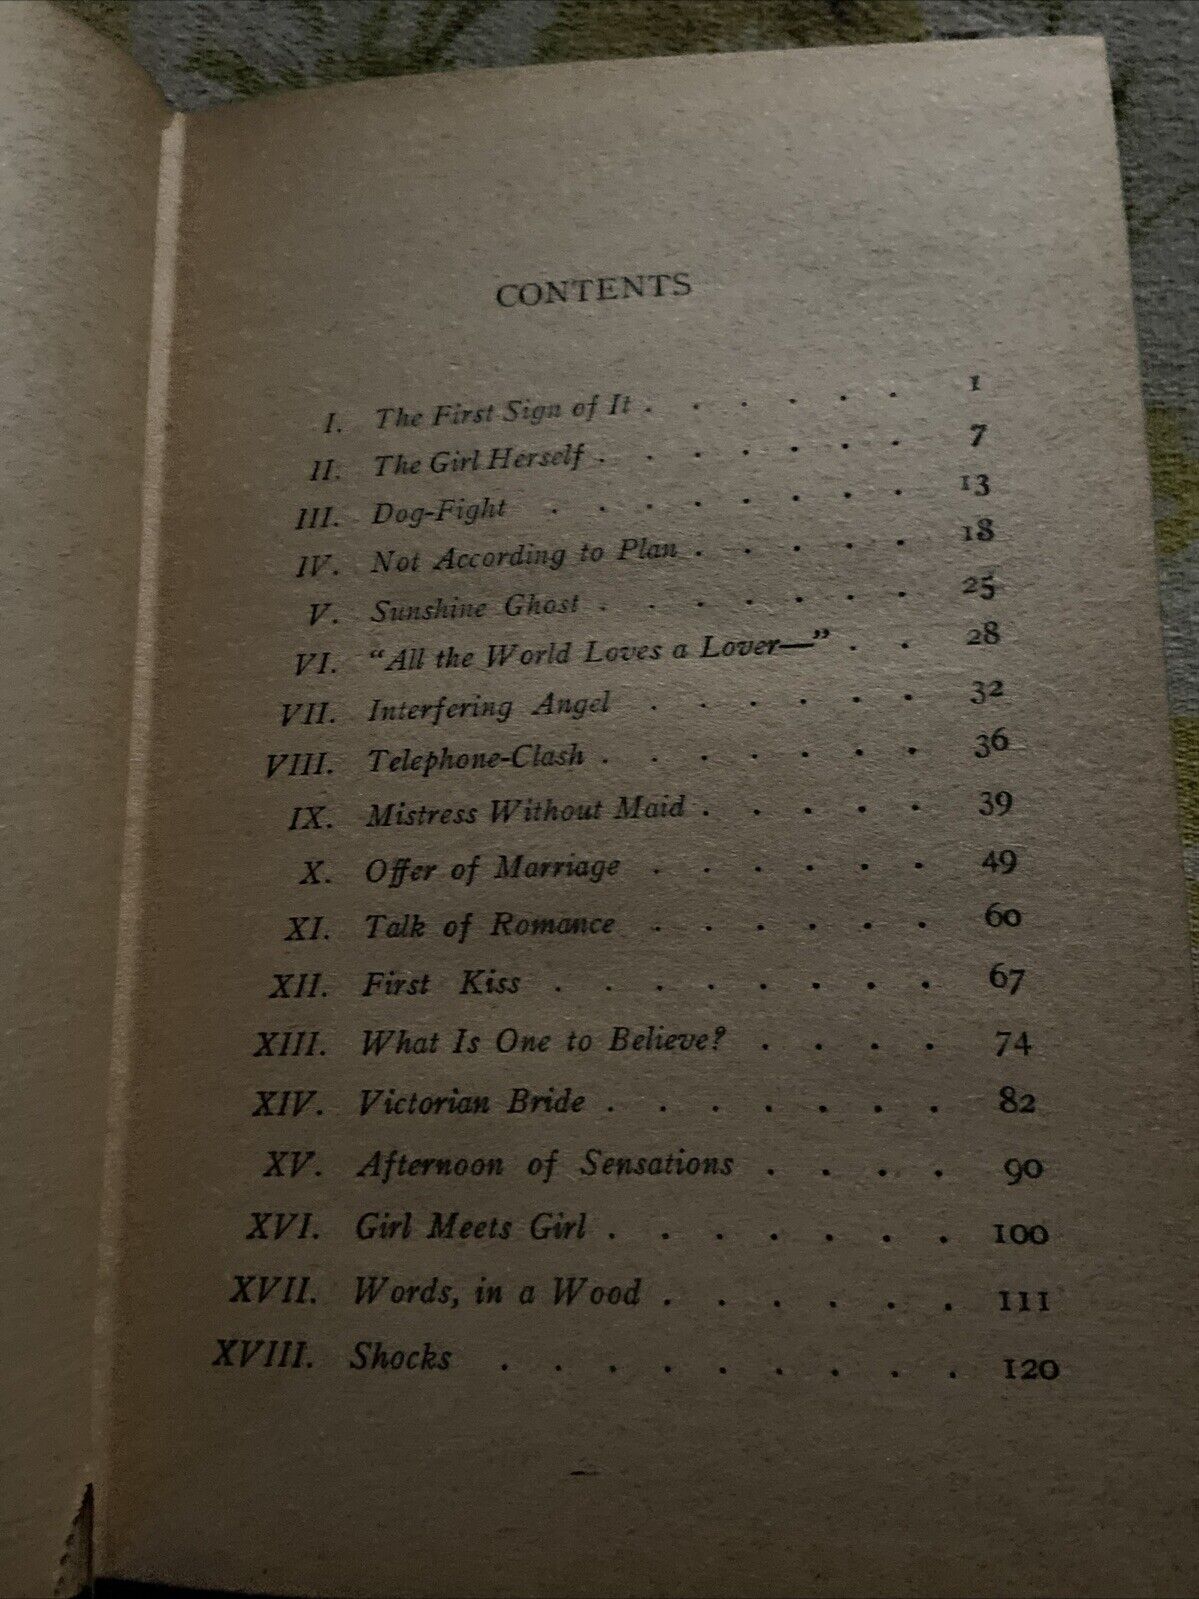 CONTENTS
I. The First Sign of It . . . . . . 1
II. The Girl Herself . . . . . . . 7
III. Dog-Fight . . . . . . . . 13
IV. Not According to Plan . . . . . 18
V. Sunshine Ghost . . . . . . . 25
VI. “All the World Loves a Lover—” . . 28
VII. Interfering Angel . . . . . . 32
VIII. Telephone-Clash . . . . . . . 36
IX. Mistress Without Maid . . . . . 39
X. Offer of Marriage . . . . . . 49
XI. Talk of Romance . . . . . . 60
XII. First Kiss . . . . . . . . 67
XIII. What Is One to Believe? . . . . 74
XIV. Victorian Bride . . . . . . . 82
XV. Afternoon of Sensations . . . . 90
XVI. Girl Meets Girl . . . . . . . 100
XVII. Words, in a Wood . . . . . . 111
XVIII. Shocks . . . . . . . . . 120